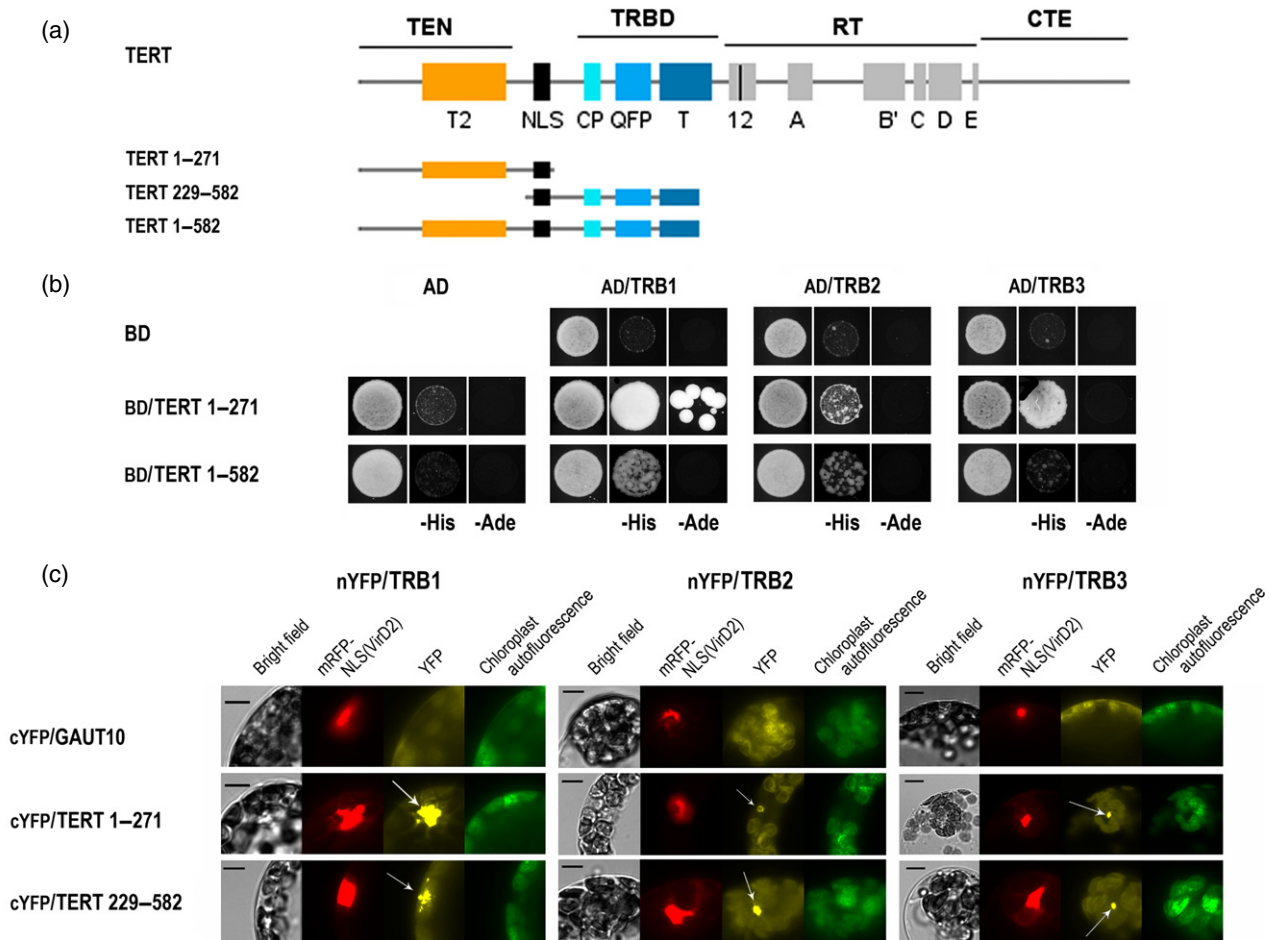 (a)
TEN TRBD RT CTE
TERT
T2 NLS CP QFP T 12 A B' C D E
TERT 1–271
TERT 229–582
TERT 1–582
(b)
AD AD/TRB1 AD/TRB2 AD/TRB3
BD
BD/TERT 1–271
BD/TERT 1–582
-His -Ade -His -Ade -His -Ade -His -Ade
(c)
nYFP/TRB1 nYFP/TRB2 nYFP/TRB3
Bright field mRFP-NLS(VirD2) YFP Chloroplast autofluorescence Bright field mRFP-NLS(VirD2) YFP Chloroplast autofluorescence Bright field mRFP-NLS(VirD2) YFP Chloroplast autofluorescence
cYFP/GAUT10
cYFP/TERT 1–271
cYFP/TERT 229–582